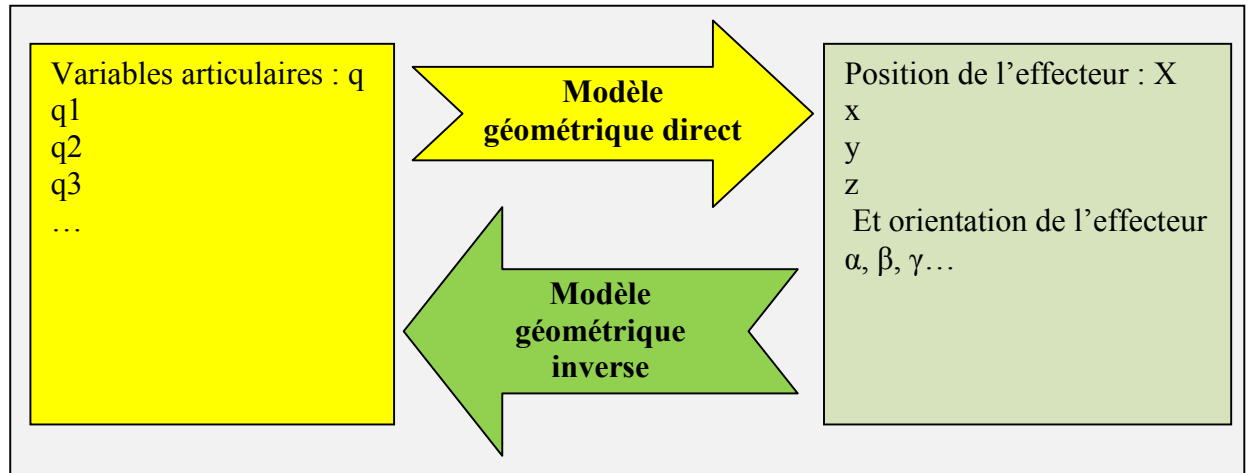 Variables articulaires : q
q1
q2
q3
…
Modèle
géométrique direct
Position de l’effecteur : X
x
y
z
Et orientation de l’effecteur
α, β, γ…
Modèle
géométrique
inverse